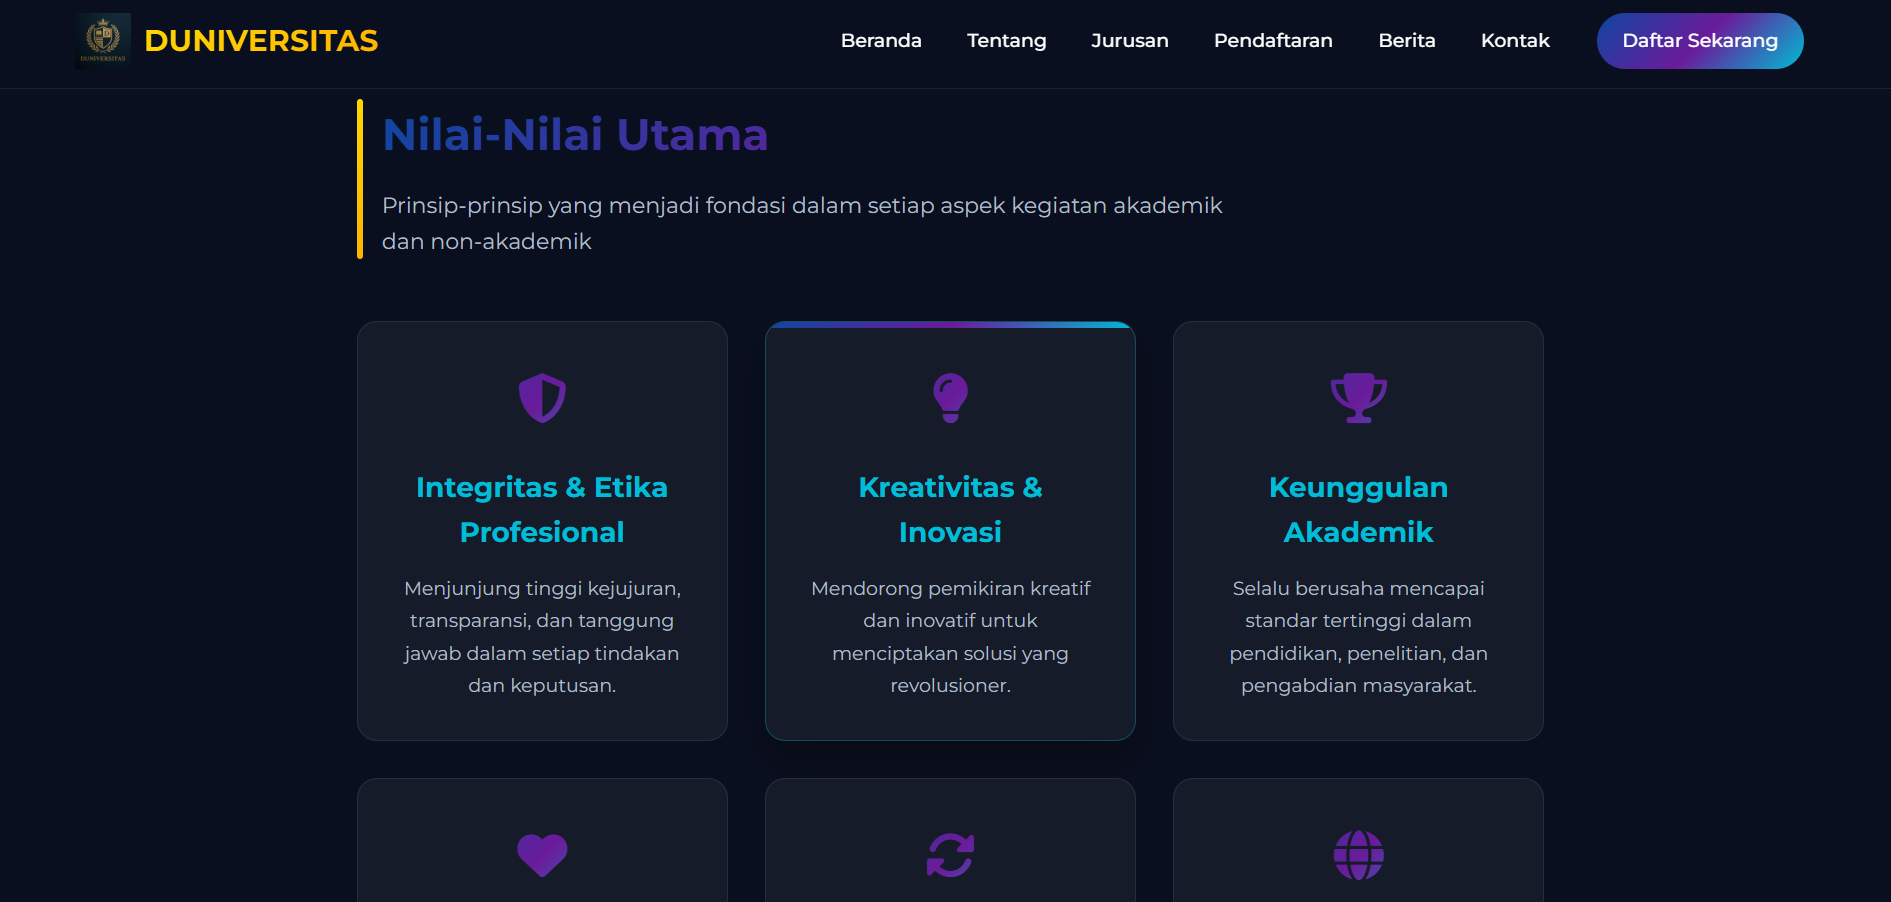 DUNIVERSITAS
DUNIVERSITAS
Beranda
Tentang
Jurusan
Pendaftaran
Berita
Kontak
Daftar Sekarang
Nilai-Nilai Utama
Prinsip-prinsip yang menjadi fondasi dalam setiap aspek kegiatan akademik
dan non-akademik
Integritas & Etika
Profesional
Menjunjung tinggi kejujuran,
transparansi, dan tanggung
jawab dalam setiap tindakan
dan keputusan.
Kreativitas &
Inovasi
Mendorong pemikiran kreatif
dan inovatif untuk
menciptakan solusi yang
revolusioner.
Keunggulan
Akademik
Selalu berusaha mencapai
standar tertinggi dalam
pendidikan, penelitian, dan
pengabdian masyarakat.